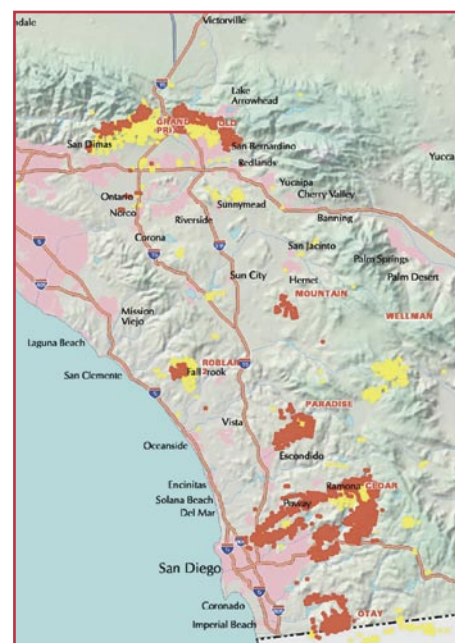 ndale
Victorville
Lake
Arrowhead
GRAND
PRIX
OLD
San Dimas
San Bernardino
Redlands
Yucca
Yucaipa
Ontario
Cherry Valley
Norco
Sunnymead
Riverside
Banning
Corona
San Jacinto
Palm Springs
Sun City
Hemet
Palm Desert
MOUNTAIN
Mission
Viejo
WELLMAN
Laguna Beach
San Clemente
Fallbrook
15
PARADISE
Vista
Oceanside
Escondido
Encinitas
Ramona
CEDAR
Solana Beach
Poway
Del Mar
San Diego
Coronado
OTAY
Imperial Beach